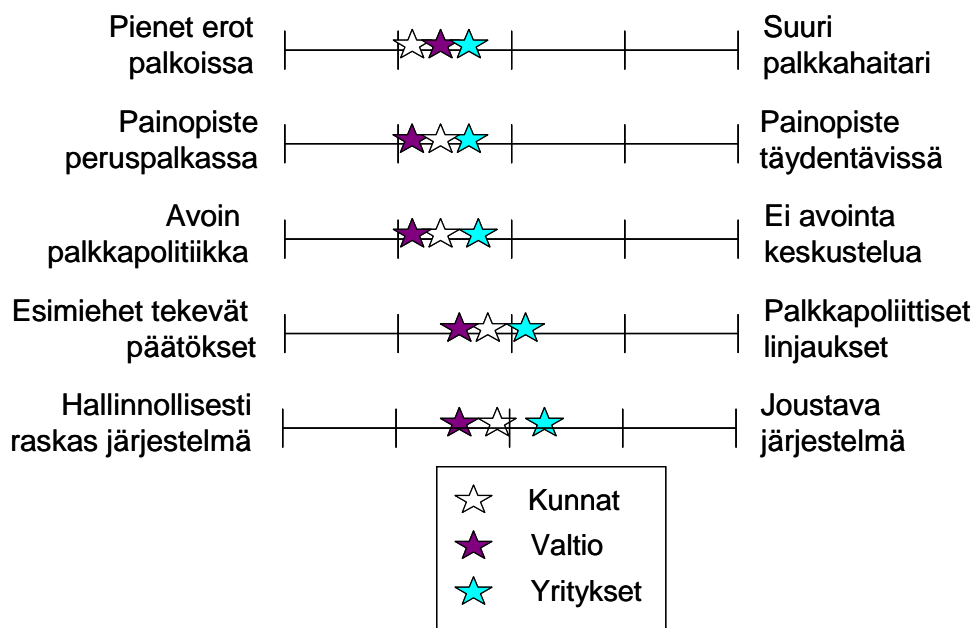 Pienet erot
palkoissa
Suuri
palkkahaitari
Painopiste
peruspalkassa
Painopiste
täydentävissä
Avoin
palkkapolitiikka
Ei avointa
keskustelua
Esimiehet tekevät
päätökset
Palkkapoliittiset
linjaukset
Hallinnollisesti
raskas järjestelmä
Joustava
järjestelmä
Kunnat
Valtio
Yritykset